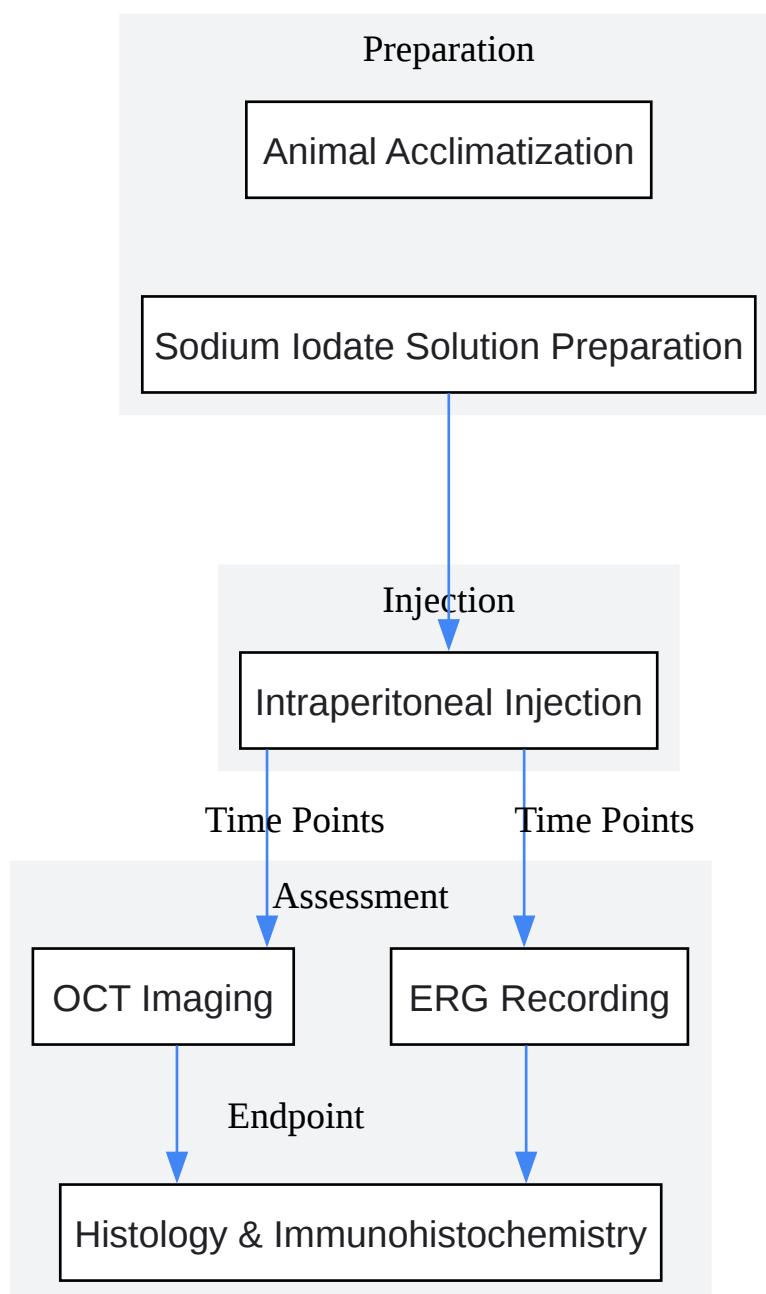 Preparation
Animal Acclimatization
Sodium Iodate Solution Preparation
Injection
Intraperitoneal Injection
Time Points
Time Points
Assessment
OCT Imaging
ERG Recording
Endpoint
Histology & Immunohistochemistry